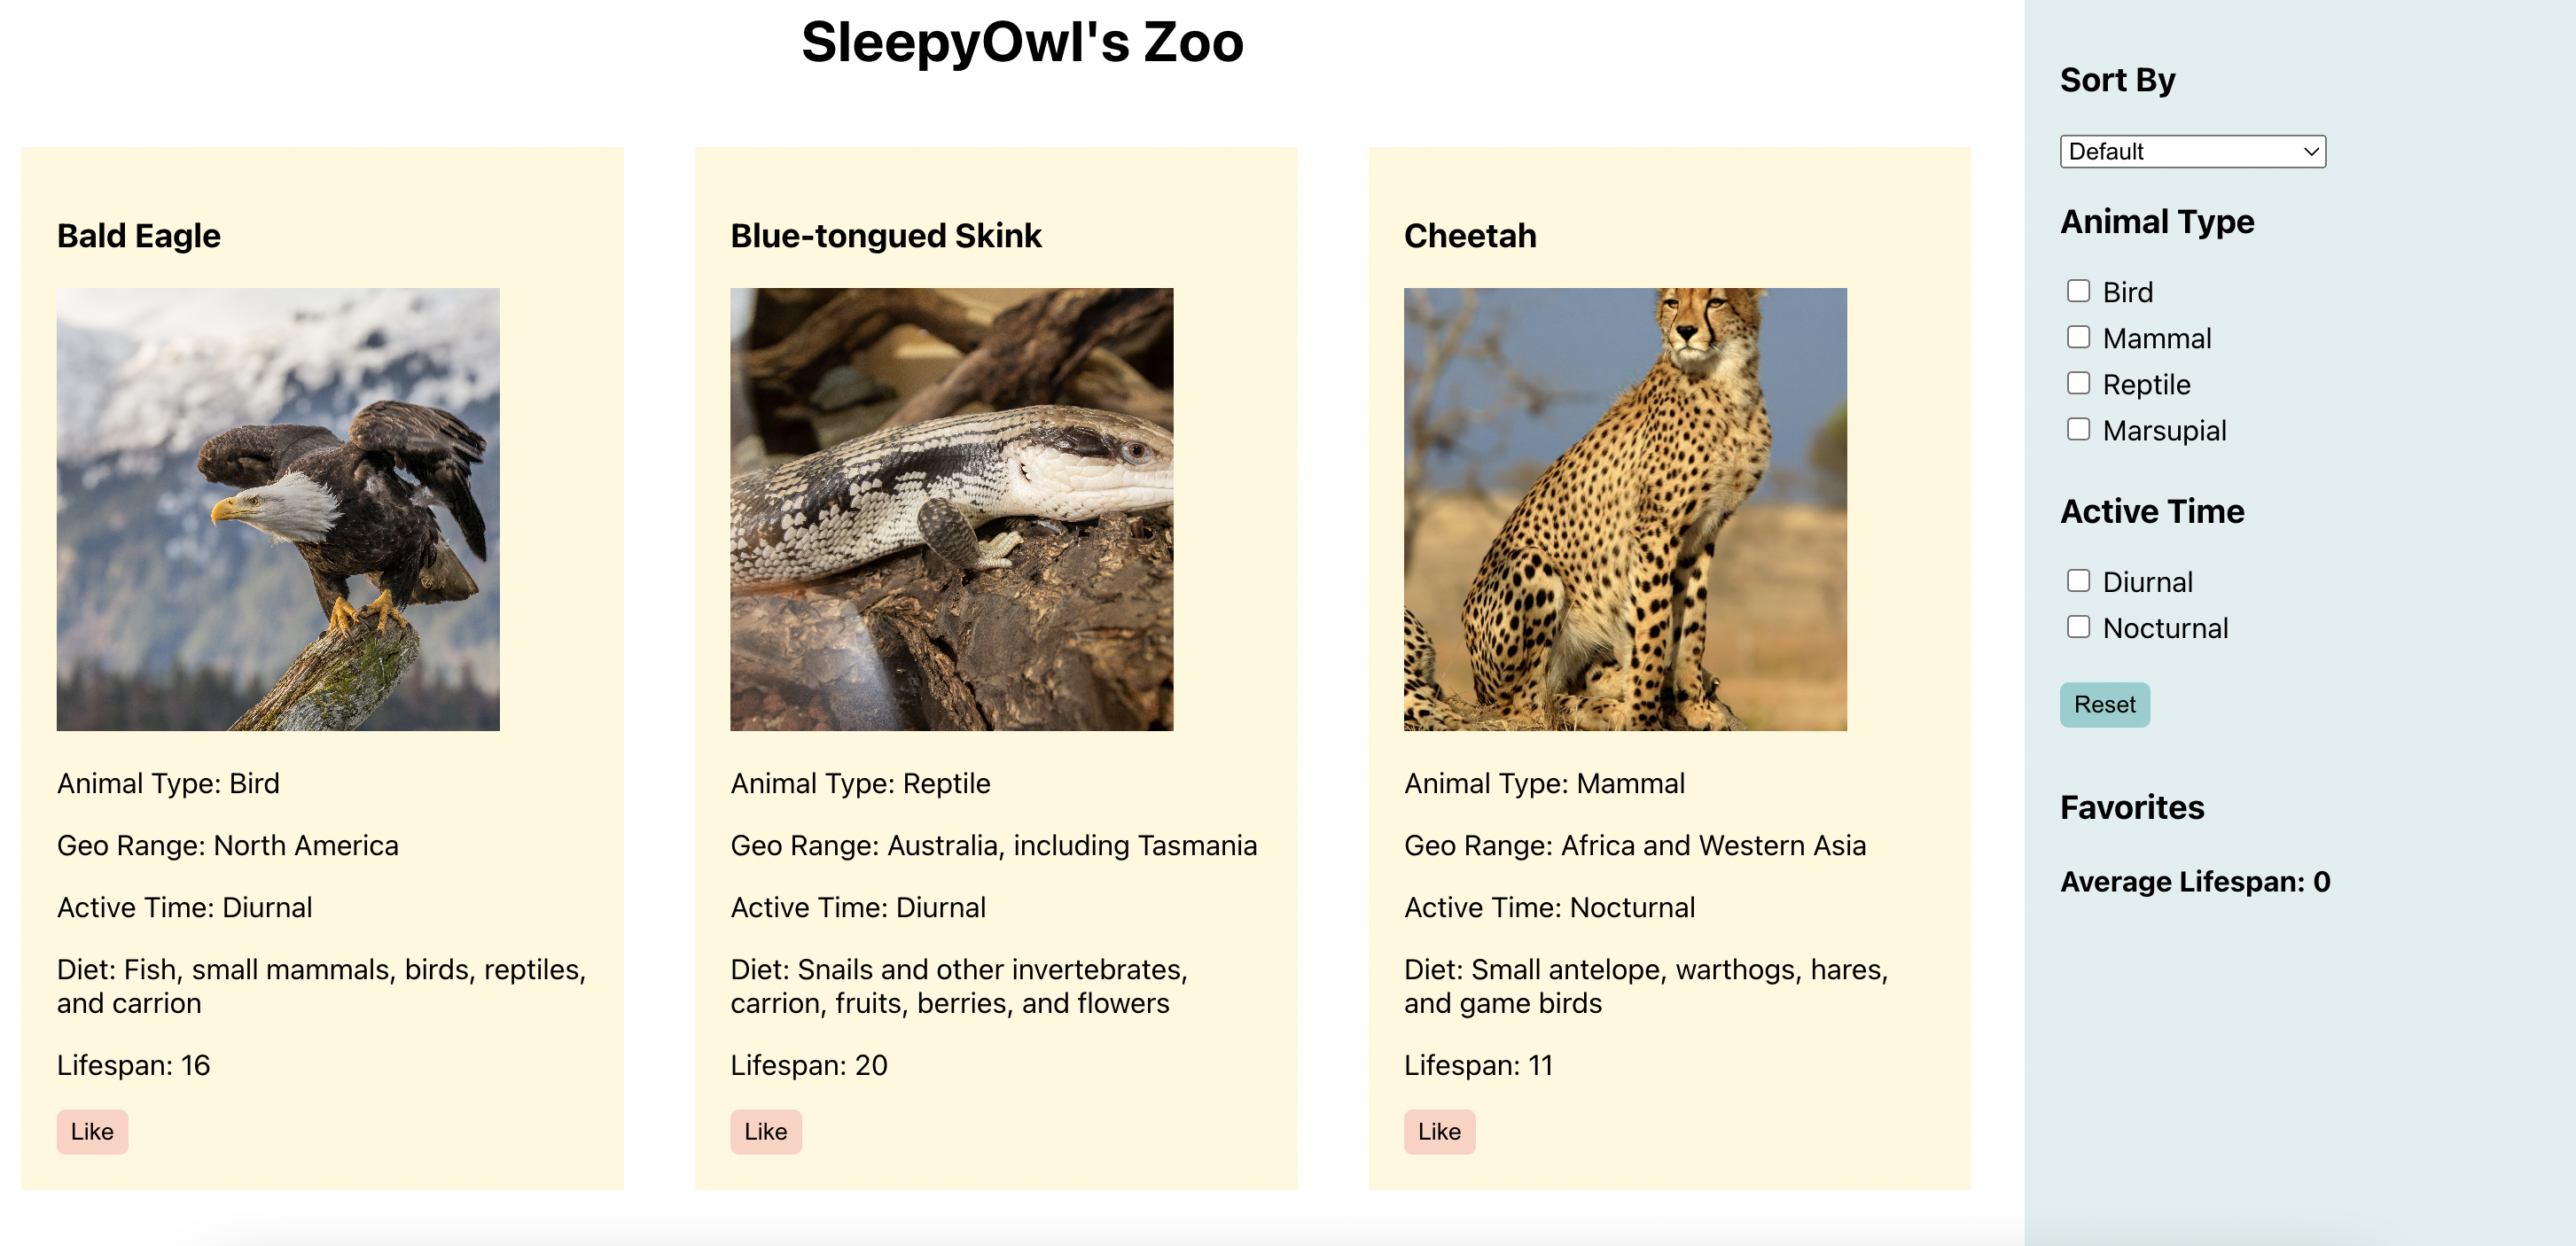 SleepyOwl's Zoo
Bald Eagle
Animal Type: Bird
Geo Range: North America
Active Time: Diurnal
Diet: Fish, small mammals, birds, reptiles,
and carrion
Lifespan: 16
Like
Blue-tongued Skink
Animal Type: Reptile
Geo Range: Australia, including Tasmania
Active Time: Diurnal
Diet: Snails and other invertebrates,
carrion, fruits, berries, and flowers
Lifespan: 20
Like
Cheetah
Animal Type: Mammal
Geo Range: Africa and Western Asia
Active Time: Nocturnal
Diet: Small antelope, warthogs, hares,
and game birds
Lifespan: 11
Like
Sort By
Default
Animal Type
Bird
Mammal
Reptile
Marsupial
Active Time
Diurnal
Nocturnal
Reset
Favorites
Average Lifespan: 0